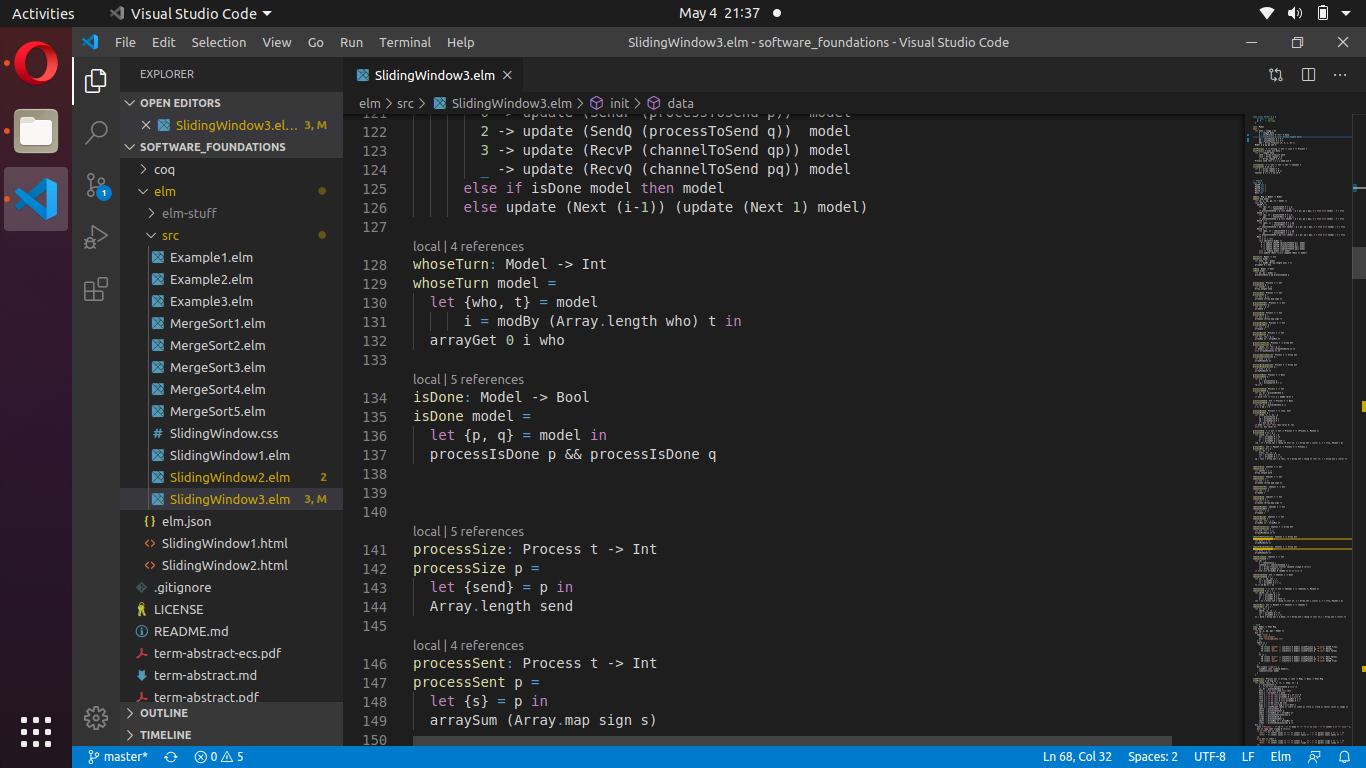 Activities Visual Studio Code May 4 21:37
File Edit Selection View Go Run Terminal Help SlidingWindow3.elm - software_foundations - Visual Studio Code
EXPLORER
OPEN EDITORS
SlidingWindow3.el... 3, M
SOFTWARE_FOUNDATIONS
coq
elm
elm-stuff
src
Example1.elm
Example2.elm
Example3.elm
MergeSort1.elm
MergeSort2.elm
MergeSort3.elm
MergeSort4.elm
MergeSort5.elm
# SlidingWindow.css
SlidingWindow1.elm
SlidingWindow2.elm 2
SlidingWindow3.elm 3, M
{} elm.json
<> SlidingWindow1.html
<> SlidingWindow2.html
.gitignore
LICENSE
README.md
term-abstract-ecs.pdf
term-abstract.md
term-abstract.pdf
OUTLINE
TIMELINE
1
SlidingWindow3.elm
elm > src > SlidingWindow3.elm > init > data
121 0 -> update (SendP (processToSend p)) model
122 2 -> update (SendQ (processToSend q)) model
123 3 -> update (RecvP (channelToSend qp)) model
124 _ -> update (RecvQ (channelToSend pq)) model
125 else if isDone model then model
126 else update (Next (i-1)) (update (Next 1) model)
127
local | 4 references
128 whoseTurn: Model -> Int
129 whoseTurn model =
130 let {who, t} = model
131 i = modBy (Array.length who) t in
132 arrayGet 0 i who
133
local | 5 references
134 isDone: Model -> Bool
135 isDone model =
136 let {p, q} = model in
137 processIsDone p && processIsDone q
138
139
140
local | 5 references
141 processSize: Process t -> Int
142 processSize p =
143 let {send} = p in
144 Array.length send
145
local | 4 references
146 processSent: Process t -> Int
147 processSent p =
148 let {s} = p in
149 arraySum (Array.map sign s)
150
master* 0 5 Ln 68, Col 32 Spaces: 2 UTF-8 LF Elm